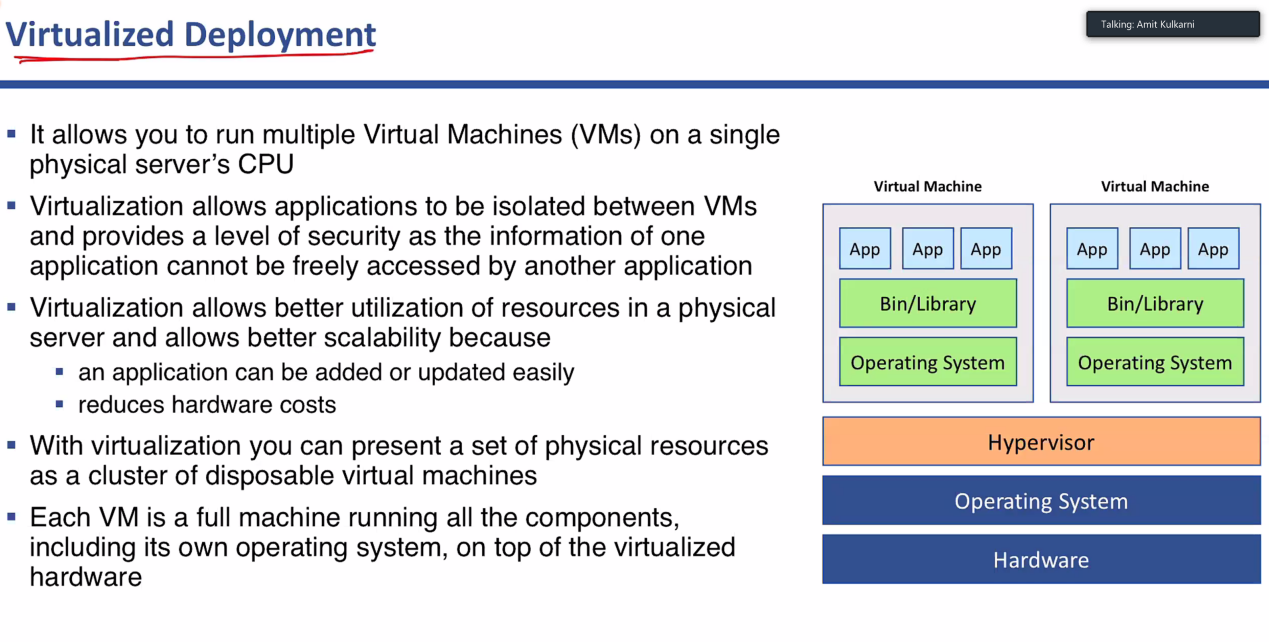 Virtualized Deployment
Talking: Amit Kulkarni
▪ It allows you to run multiple Virtual Machines (VMs) on a single
physical server’s CPU
▪ Virtualization allows applications to be isolated between VMs
and provides a level of security as the information of one
application cannot be freely accessed by another application
▪ Virtualization allows better utilization of resources in a physical
server and allows better scalability because
▪ an application can be added or updated easily
▪ reduces hardware costs
▪ With virtualization you can present a set of physical resources
as a cluster of disposable virtual machines
▪ Each VM is a full machine running all the components,
including its own operating system, on top of the virtualized
hardware
Virtual Machine
App App App
Bin/Library
Operating System
Virtual Machine
App App App
Bin/Library
Operating System
Hypervisor
Operating System
Hardware